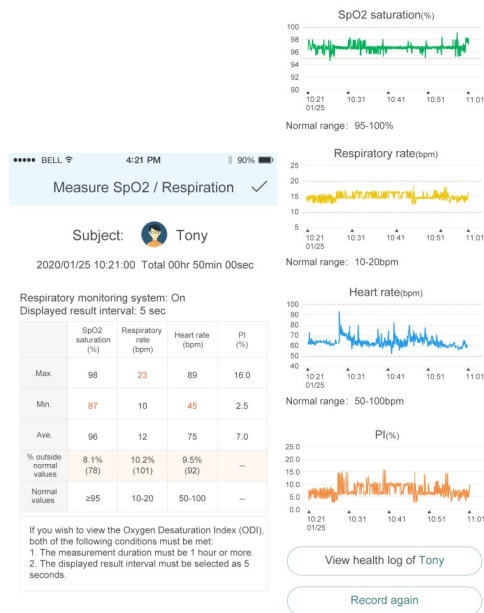 BELL
4:21 PM
90%
Measure SpO2 / Respiration
Subject: Tony
2020/01/25 10:21:00 Total 00hr 50min 00sec
Respiratory monitoring system: On
Displayed result interval: 5 sec
SpO2 saturation (%)
Respiratory rate (bpm)
Heart rate (bpm)
PI (%)
Max. 98 23 89 16.0
Min. 87 10 45 2.5
Ave. 96 12 75 7.0
% outside normal values 8.1% (78) 10.2% (101) 9.5% (92) --
Normal values ≥95 10-20 50-100 --
If you wish to view the Oxygen Desaturation Index (ODI),
both of the following conditions must be met:
1. The measurement duration must be 1 hour or more.
2. The displayed result interval must be selected as 5
seconds.
SpO2 saturation(%)
100
98
96
94
92
90
10:21 10:31 10:41 10:51 11:01
01/25
Normal range: 95-100%
Respiratory rate(bpm)
25
20
15
10
5
10:21 10:31 10:41 10:51 11:01
01/25
Normal range: 10-20bpm
Heart rate(bpm)
100
90
80
70
60
50
40
10:21 10:31 10:41 10:51 11:01
01/25
Normal range: 50-100bpm
PI(%)
25.0
20.0
15.0
10.0
5.0
0.0
10:21 10:31 10:41 10:51 11:01
01/25
View health log of Tony
Record again